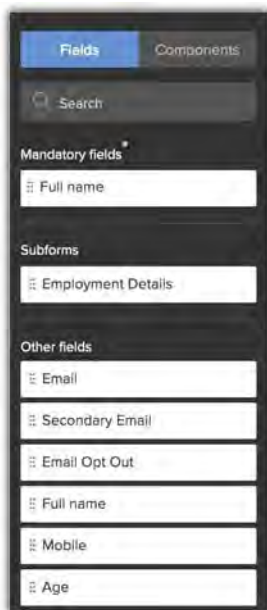 Fields Components
Search
Mandatory fields*
Full name
Subforms
Employment Details
Other fields
Email
Secondary Email
Email Opt Out
Full name
Mobile
Age